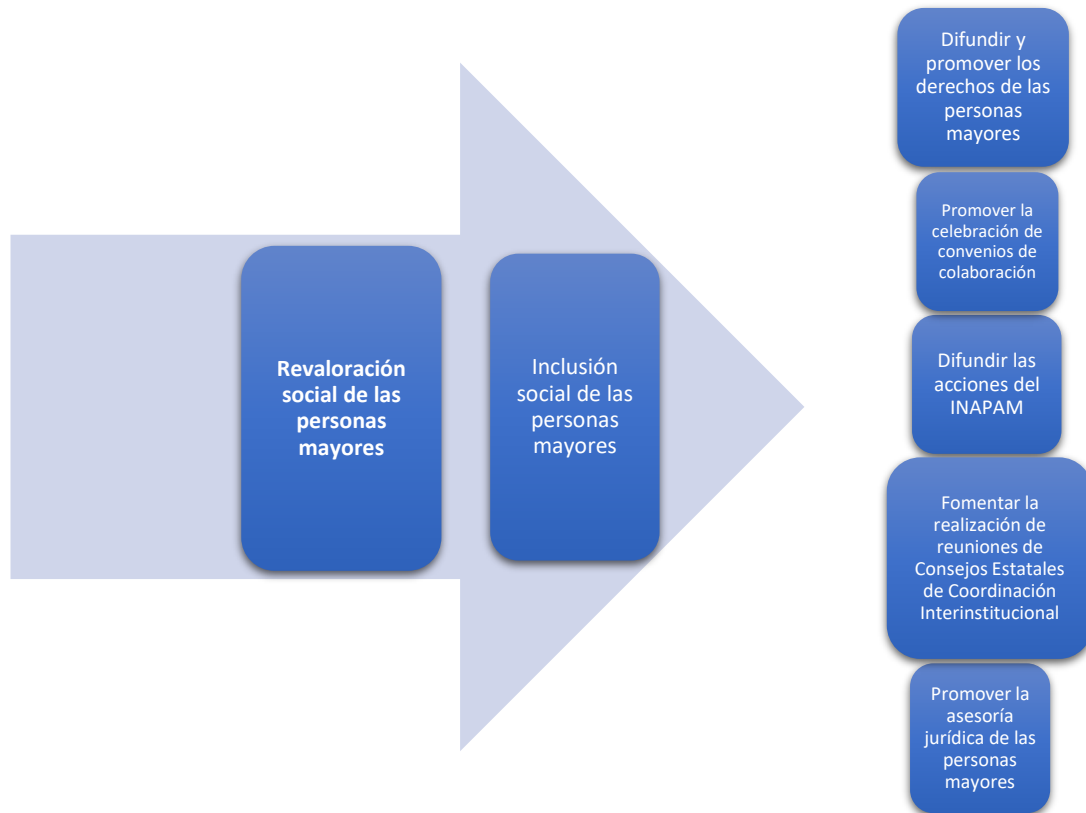 Revaloración
social de las
personas
mayores
Inclusión
social de las
personas
mayores
Difundir y
promover los
derechos de las
personas
mayores
Promover la
celebración de
convenios de
colaboración
Difundir las
acciones del
INAPAM
Fomentar la
realización de
reuniones de
Consejos Estatales
de Coordinación
Interinstitucional
Promover la
asesoría
jurídica de las
personas
mayores